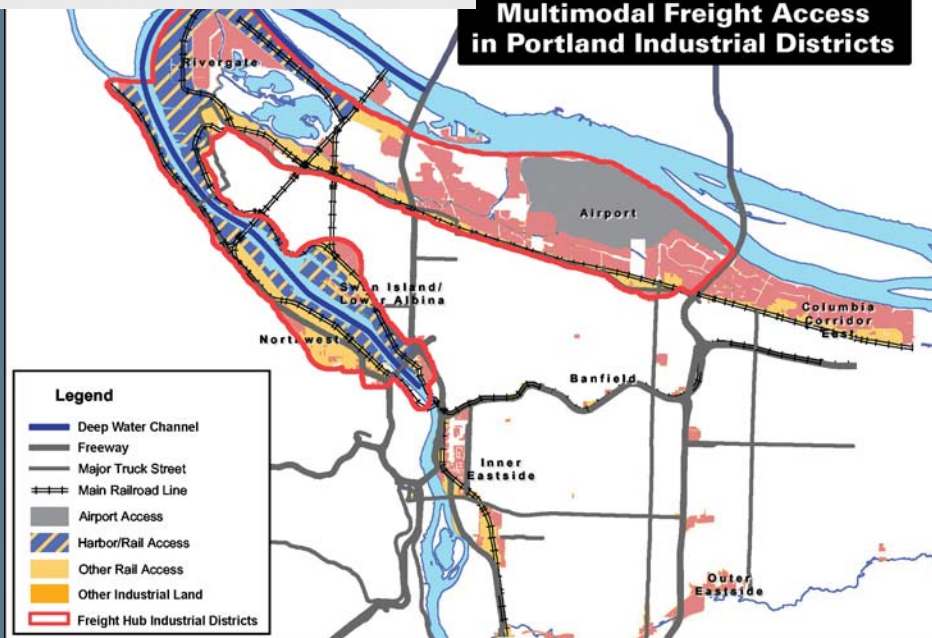 Multimodal Freight Access
in Portland Industrial Districts
Rivergate
Airport
Swan Island/
Lower Albina
Columbia
Corridor
East
Northwest
Banfield
Inner
Eastside
Outer
Eastside
Legend
Deep Water Channel
Freeway
Major Truck Street
Main Railroad Line
Airport Access
Harbor/Rail Access
Other Rail Access
Other Industrial Land
Freight Hub Industrial Districts